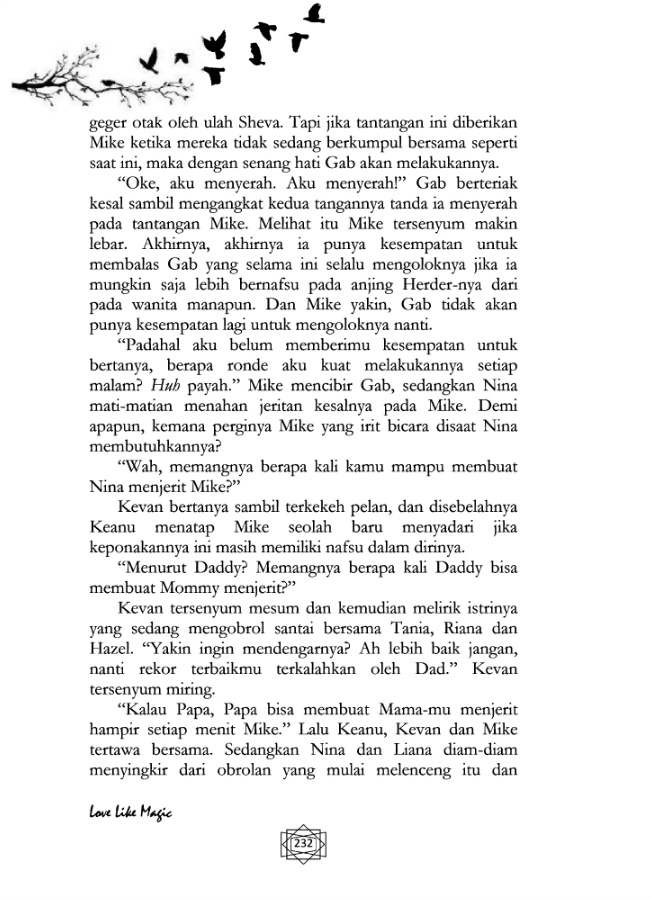 geger otak oleh ulah Sheva. Tapi jika tantangan ini diberikan
Mike ketika mereka tidak sedang berkumpul bersama seperti
saat ini, maka dengan senang hati Gab akan melakukannya.
“Oke, aku menyerah. Aku menyerah!” Gab berteriak
kesal sambil mengangkat kedua tangannya tanda ia menyerah
pada tantangan Mike. Melihat itu Mike tersenyum makin
lebar. Akhirnya, akhirnya ia punya kesempatan untuk
membalas Gab yang selama ini selalu mengoloknya jika ia
mungkin saja lebih bernafsu pada anjing Herder-nya dari
pada wanita manapun. Dan Mike yakin, Gab tidak akan
punya kesempatan lagi untuk mengoloknya nanti.
“Padahal aku belum memberimu kesempatan untuk
bertanya, berapa ronde aku kuat melakukannya setiap
malam? Huh payah.” Mike mencibir Gab, sedangkan Nina
mati-matian menahan jeritan kesalnya pada Mike. Demi
apapun, kemana perginya Mike yang irit bicara disaat Nina
membutuhkannya?
“Wah, memangnya berapa kali kamu mampu membuat
Nina menjerit Mike?”
Kevan bertanya sambil terkekeh pelan, dan disebelahnya
Keanu menatap Mike seolah baru menyadari jika
keponakannya ini masih memiliki nafsu dalam dirinya.
“Menurut Daddy? Memangnya berapa kali Daddy bisa
membuat Mommy menjerit?”
Kevan tersenyum mesum dan kemudian melirik istrinya
yang sedang mengobrol santai bersama Tania, Riana dan
Hazel. “Yakin ingin mendengarnya? Ah lebih baik jangan,
nanti rekor terbaikmu terkalahkan oleh Dad.” Kevan
tersenyum miring.
“Kalau Papa, Papa bisa membuat Mama-mu menjerit
hampir setiap menit Mike.” Lalu Keanu, Kevan dan Mike
tertawa bersama. Sedangkan Nina dan Liana diam-diam
menyingkir dari obrolan yang mulai melenceng itu dan
Love Like Magic
232